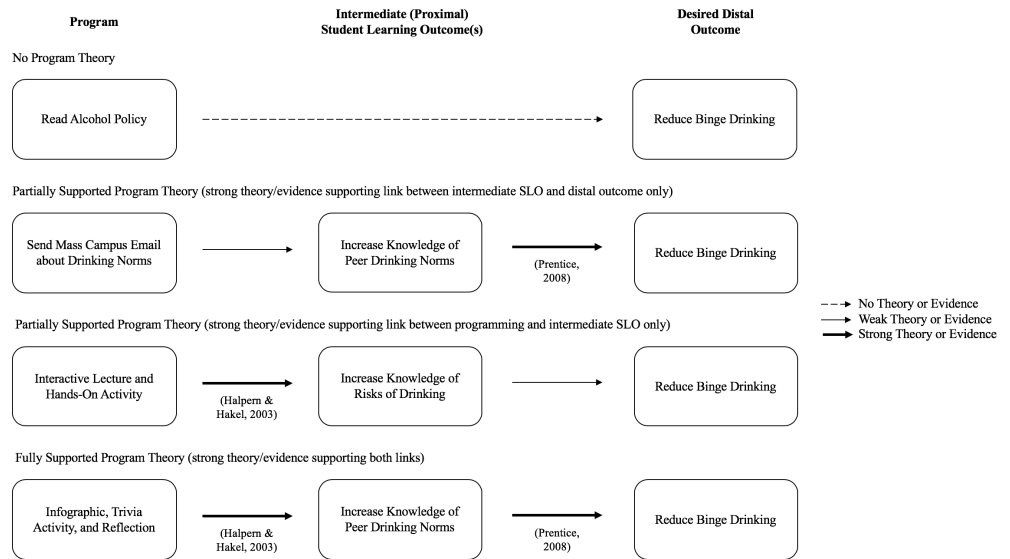 Program
Intermediate (Proximal)
Student Learning Outcome(s)
Desired Distal
Outcome
No Program Theory
Read Alcohol Policy
Reduce Binge Drinking
Partially Supported Program Theory (strong theory/evidence supporting link between intermediate SLO and distal outcome only)
Send Mass Campus Email
about Drinking Norms
Increase Knowledge of
Peer Drinking Norms
(Prentice,
2008)
Reduce Binge Drinking
No Theory or Evidence
Weak Theory or Evidence
Strong Theory or Evidence
Partially Supported Program Theory (strong theory/evidence supporting link between programming and intermediate SLO only)
Interactive Lecture and
Hands-On Activity
(Halpern &
Hakel, 2003)
Increase Knowledge of
Risks of Drinking
Reduce Binge Drinking
Fully Supported Program Theory (strong theory/evidence supporting both links)
Infographic, Trivia
Activity, and Reflection
(Halpern &
Hakel, 2003)
Increase Knowledge of
Peer Drinking Norms
(Prentice,
2008)
Reduce Binge Drinking